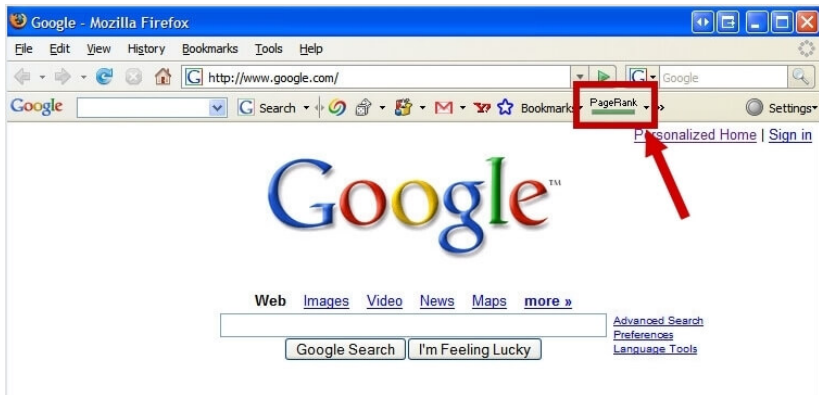 Google - Mozilla Firefox
File Edit View History Bookmarks Tools Help
http://www.google.com/ Google
Google Search Bookmarks PageRank Settings
Personalized Home | Sign in
Google™
Web Images Video News Maps more »
Advanced Search
Preferences
Language Tools
Google Search I'm Feeling Lucky